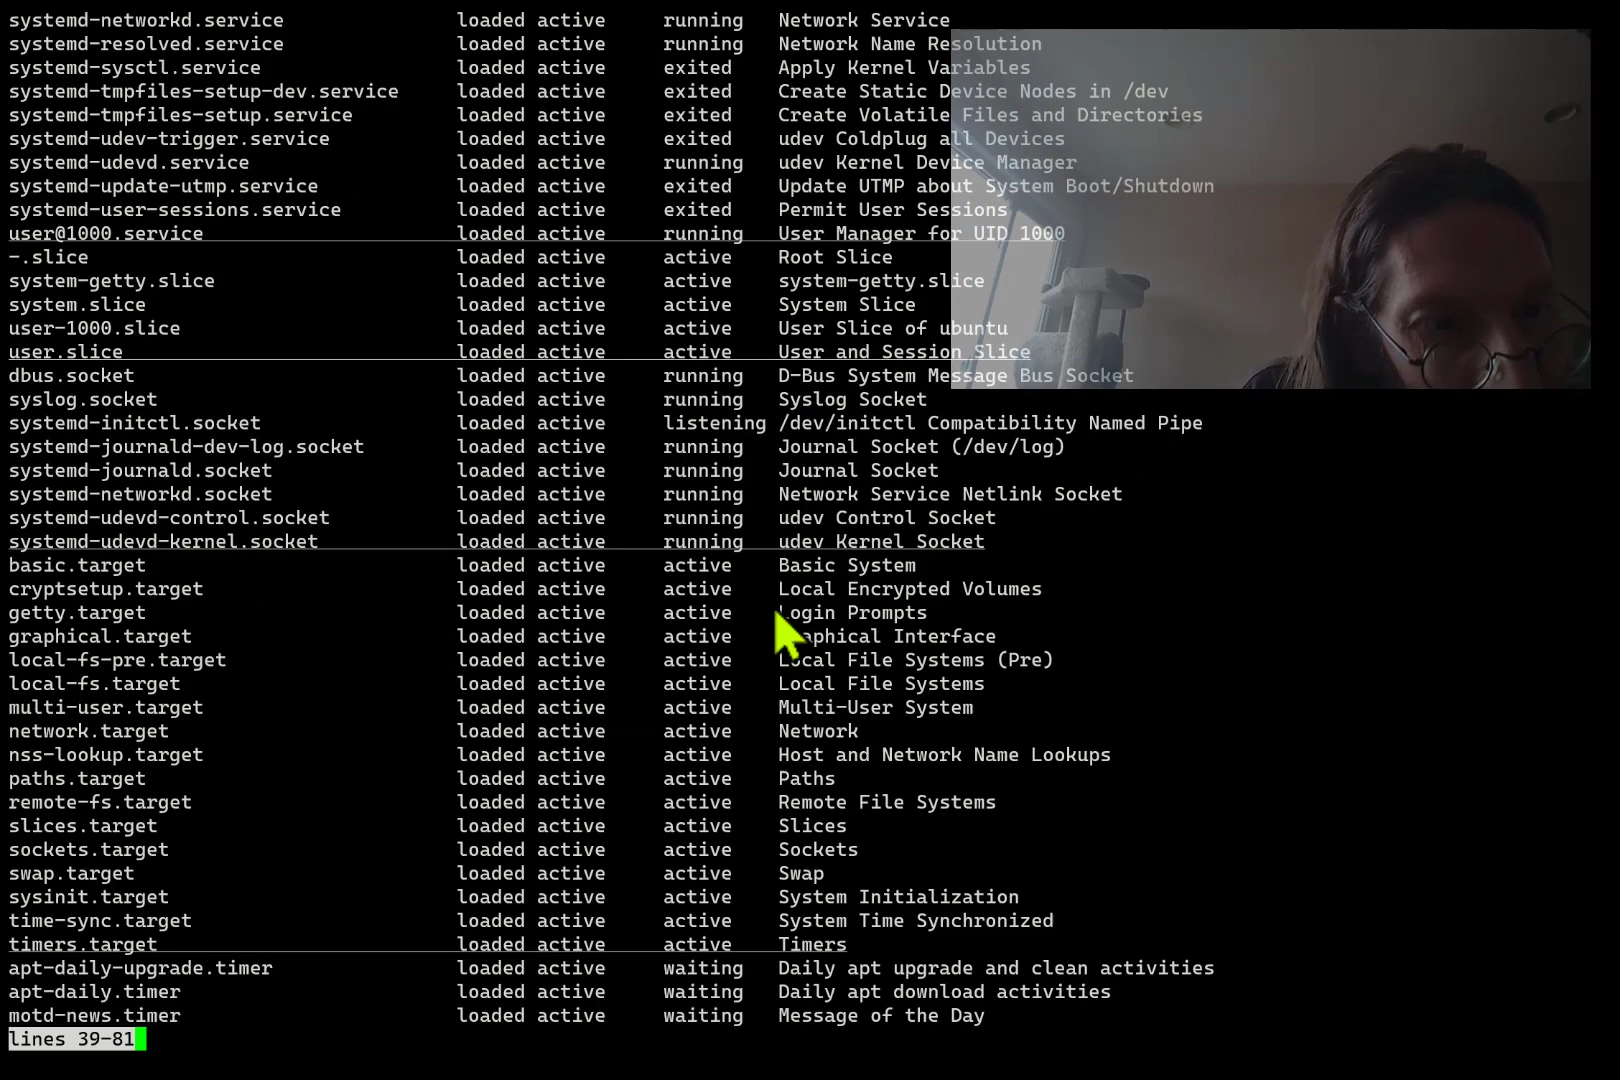 systemd-networkd.service loaded active running Network Service
systemd-resolved.service loaded active running Network Name Resolution
systemd-sysctl.service loaded active exited Apply Kernel Variables
systemd-tmpfiles-setup-dev.service loaded active exited Create Static Device Nodes in /dev
systemd-tmpfiles-setup.service loaded active exited Create Volatile Files and Directories
systemd-udev-trigger.service loaded active exited udev Coldplug all Devices
systemd-udevd.service loaded active running udev Kernel Device Manager
systemd-update-utmp.service loaded active exited Update UTMP about System Boot/Shutdown
systemd-user-sessions.service loaded active exited Permit User Sessions
user@1000.service loaded active running User Manager for UID 1000
-.slice loaded active active Root Slice
system-getty.slice loaded active active system-getty.slice
system.slice loaded active active System Slice
user-1000.slice loaded active active User Slice of ubuntu
user.slice loaded active active User and Session Slice
dbus.socket loaded active running D-Bus System Message Bus Socket
syslog.socket loaded active running Syslog Socket
systemd-initctl.socket loaded active listening /dev/initctl Compatibility Named Pipe
systemd-journald-dev-log.socket loaded active running Journal Socket (/dev/log)
systemd-journald.socket loaded active running Journal Socket
systemd-networkd.socket loaded active running Network Service Netlink Socket
systemd-udevd-control.socket loaded active running udev Control Socket
systemd-udevd-kernel.socket loaded active running udev Kernel Socket
basic.target loaded active active Basic System
cryptsetup.target loaded active active Local Encrypted Volumes
getty.target loaded active active Login Prompts
graphical.target loaded active active Graphical Interface
local-fs-pre.target loaded active active Local File Systems (Pre)
local-fs.target loaded active active Local File Systems
multi-user.target loaded active active Multi-User System
network.target loaded active active Network
nss-lookup.target loaded active active Host and Network Name Lookups
paths.target loaded active active Paths
remote-fs.target loaded active active Remote File Systems
slices.target loaded active active Slices
sockets.target loaded active active Sockets
swap.target loaded active active Swap
sysinit.target loaded active active System Initialization
time-sync.target loaded active active System Time Synchronized
timers.target loaded active active Timers
apt-daily-upgrade.timer loaded active waiting Daily apt upgrade and clean activities
apt-daily.timer loaded active waiting Daily apt download activities
motd-news.timer loaded active waiting Message of the Day
lines 39-81